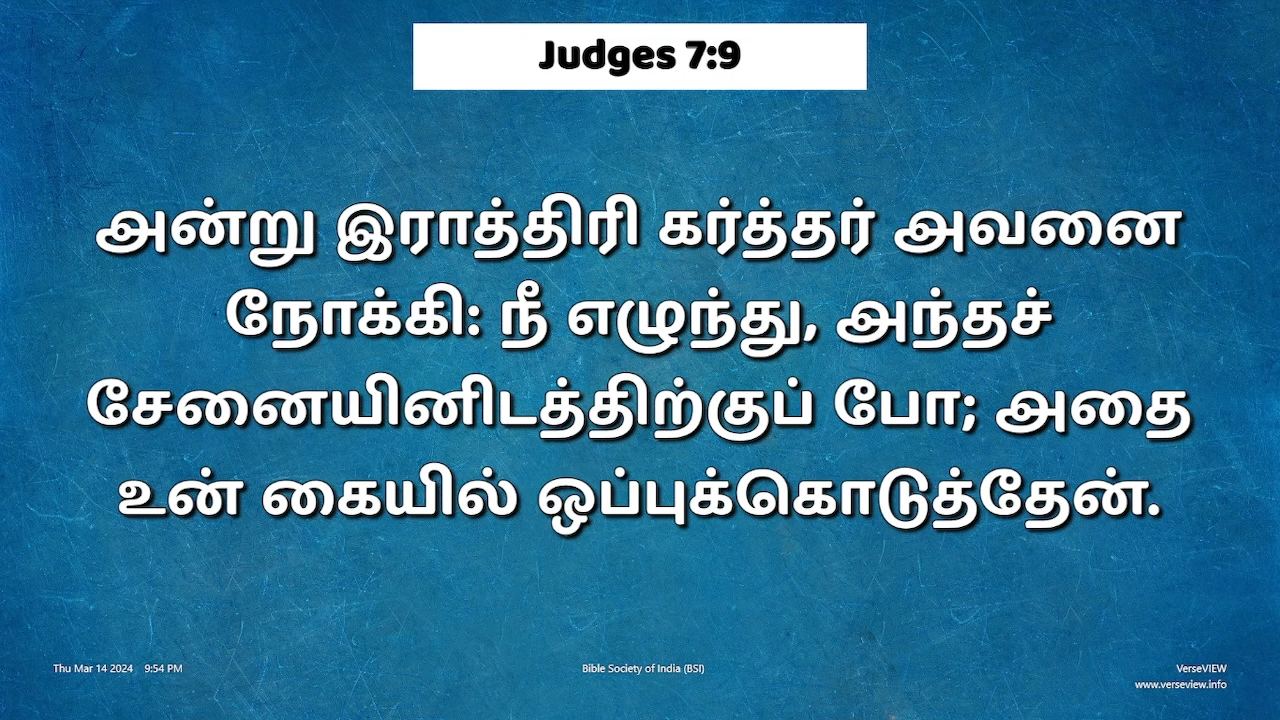 Judges 7:9
அன்று இராத்திரி கர்த்தர் அவனை
நோக்கி: நீ எழுந்து, அந்தச்
சேனையினிடத்திற்குப் போ; அதை
உன் கையில் ஒப்புக்கொடுத்தேன்.
Thu Mar 14 2024 9:54 PM
Bible Society of India (BSI)
VerseVIEW
www.verseview.info